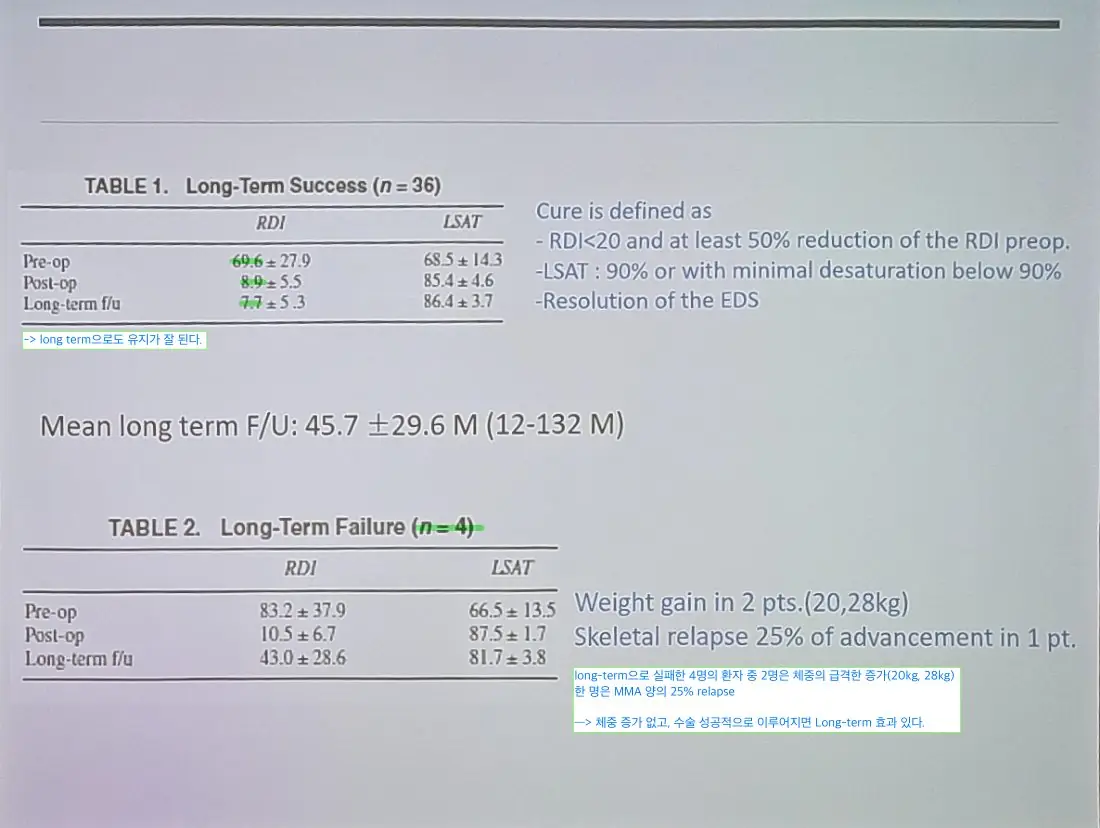 TABLE 1. Long-Term Success (n = 36)
RDI LSAT
Pre-op 69.6 ± 27.9 68.5 ± 14.3
Post-op 8.9 ± 5.5 85.4 ± 4.6
Long-term f/u 7.7 ± 5.3 86.4 ± 3.7
-> long term으로도 유지가 잘 된다.
Cure is defined as
- RDI<20 and at least 50% reduction of the RDI preop.
-LSAT : 90% or with minimal desaturation below 90%
-Resolution of the EDS
Mean long term F/U: 45.7 ±29.6 M (12-132 M)
TABLE 2. Long-Term Failure (n = 4)
RDI LSAT
Pre-op 83.2 ± 37.9 66.5 ± 13.5
Post-op 10.5 ± 6.7 87.5 ± 1.7
Long-term f/u 43.0 ± 28.6 81.7 ± 3.8
Weight gain in 2 pts.(20,28kg)
Skeletal relapse 25% of advancement in 1 pt.
long-term으로 실패한 4명의 환자 중 2명은 체중의 급격한 증가(20kg, 28kg)
한 명은 MMA 양의 25% relapse
—> 체중 증가 없고, 수술 성공적으로 이루어지면 Long-term 효과 있다.